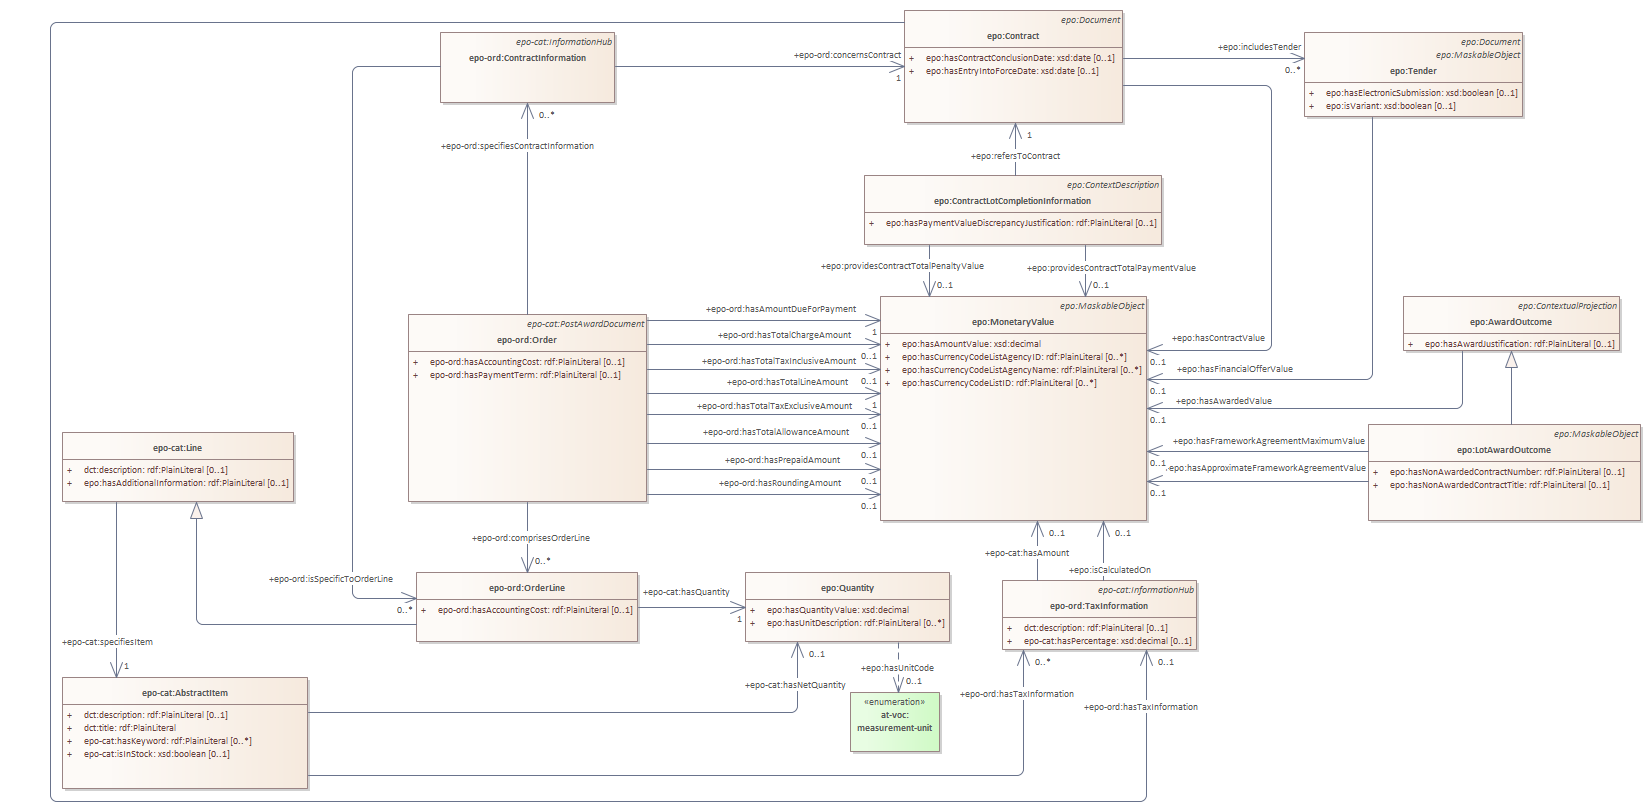 epo-cat:InformationHub
epo-ord:ContractInformation
+epo-ord:concernsContract
1
epo:Document
epo:Contract
+ epo:hasContractConclusionDate: xsd:date [0..1]
+ epo:hasEntryIntoForceDate: xsd:date [0..1]
+epo:includesTender
0..*
epo:Document
epo:MaskableObject
epo:Tender
+ epo:hasElectronicSubmission: xsd:boolean [0..1]
+ epo:isVariant: xsd:boolean [0..1]
0..*
+epo-ord:specifiesContractInformation
1
+epo:refersToContract
epo:ContextDescription
epo:ContractLotCompletionInformation
+ epo:hasPaymentValueDiscrepancyJustification: rdf:PlainLiteral [0..1]
+epo:providesContractTotalPenaltyValue
0..1
+epo:providesContractTotalPaymentValue
0..1
epo-cat:PostAwardDocument
epo-ord:Order
+ epo-ord:hasAccountingCost: rdf:PlainLiteral [0..1]
+ epo-ord:hasPaymentTerm: rdf:PlainLiteral [0..1]
+epo-ord:hasAmountDueForPayment
1
+epo-ord:hasTotalChargeAmount
0..1
+epo-ord:hasTotalTaxInclusiveAmount
0..1
+epo-ord:hasTotalLineAmount
1
+epo-ord:hasTotalTaxExclusiveAmount
0..1
+epo-ord:hasTotalAllowanceAmount
0..1
+epo-ord:hasPrepaidAmount
0..1
+epo-ord:hasRoundingAmount
0..1
epo:MaskableObject
epo:MonetaryValue
+ epo:hasAmountValue: xsd:decimal
+ epo:hasCurrencyCodeListAgencyID: rdf:PlainLiteral [0..*]
+ epo:hasCurrencyCodeListAgencyName: rdf:PlainLiteral [0..*]
+ epo:hasCurrencyCodeListID: rdf:PlainLiteral [0..*]
+epo:hasContractValue
0..1
+epo:hasFinancialOfferValue
0..1
+epo:hasAwardedValue
0..1
+epo:hasFrameworkAgreementMaximumValue
0..1
+epo:hasApproximateFrameworkAgreementValue
0..1
epo:ContextualProjection
epo:AwardOutcome
+ epo:hasAwardJustification: rdf:PlainLiteral [0..1]
epo:MaskableObject
epo:LotAwardOutcome
+ epo:hasNonAwardedContractNumber: rdf:PlainLiteral [0..1]
+ epo:hasNonAwardedContractTitle: rdf:PlainLiteral [0..1]
epo-cat:Line
+ dct:description: rdf:PlainLiteral [0..1]
+ epo:hasAdditionalInformation: rdf:PlainLiteral [0..1]
+epo-ord:comprisesOrderLine
0..*
+epo-ord:isSpecificToOrderLine
0..*
epo-ord:OrderLine
+ epo-ord:hasAccountingCost: rdf:PlainLiteral [0..1]
+epo-cat:hasQuantity
1
epo:Quantity
+ epo:hasQuantityValue: xsd:decimal
+ epo:hasUnitDescription: rdf:PlainLiteral [0..*]
0..1
+epo-cat:hasAmount
0..1
+epo:isCalculatedOn
epo-cat:InformationHub
epo-ord:TaxInformation
+ dct:description: rdf:PlainLiteral [0..1]
+ epo-cat:hasPercentage: xsd:decimal [0..1]
+epo-cat:specifiesItem
1
0..1
+epo-cat:hasNetQuantity
+epo:hasUnitCode
0..1
«enumeration»
at-voc:
measurement-unit
0..*
+epo-ord:hasTaxInformation
0..1
+epo-ord:hasTaxInformation
epo-cat:AbstractItem
+ dct:description: rdf:PlainLiteral [0..1]
+ dct:title: rdf:PlainLiteral
+ epo-cat:hasKeyword: rdf:PlainLiteral [0..*]
+ epo-cat:isInStock: xsd:boolean [0..1]